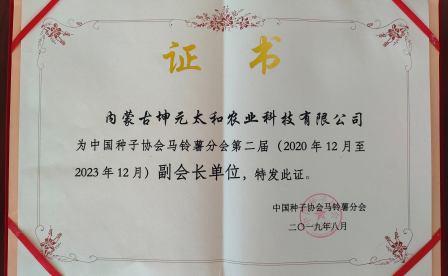 证书
内蒙古坤元太和农业科技有限公司
为中国种子协会马铃薯分会第二届（2020年12月至
2023年12月）副会长单位，特发此证。
中国种子协会马铃薯分会
二〇一九年八月